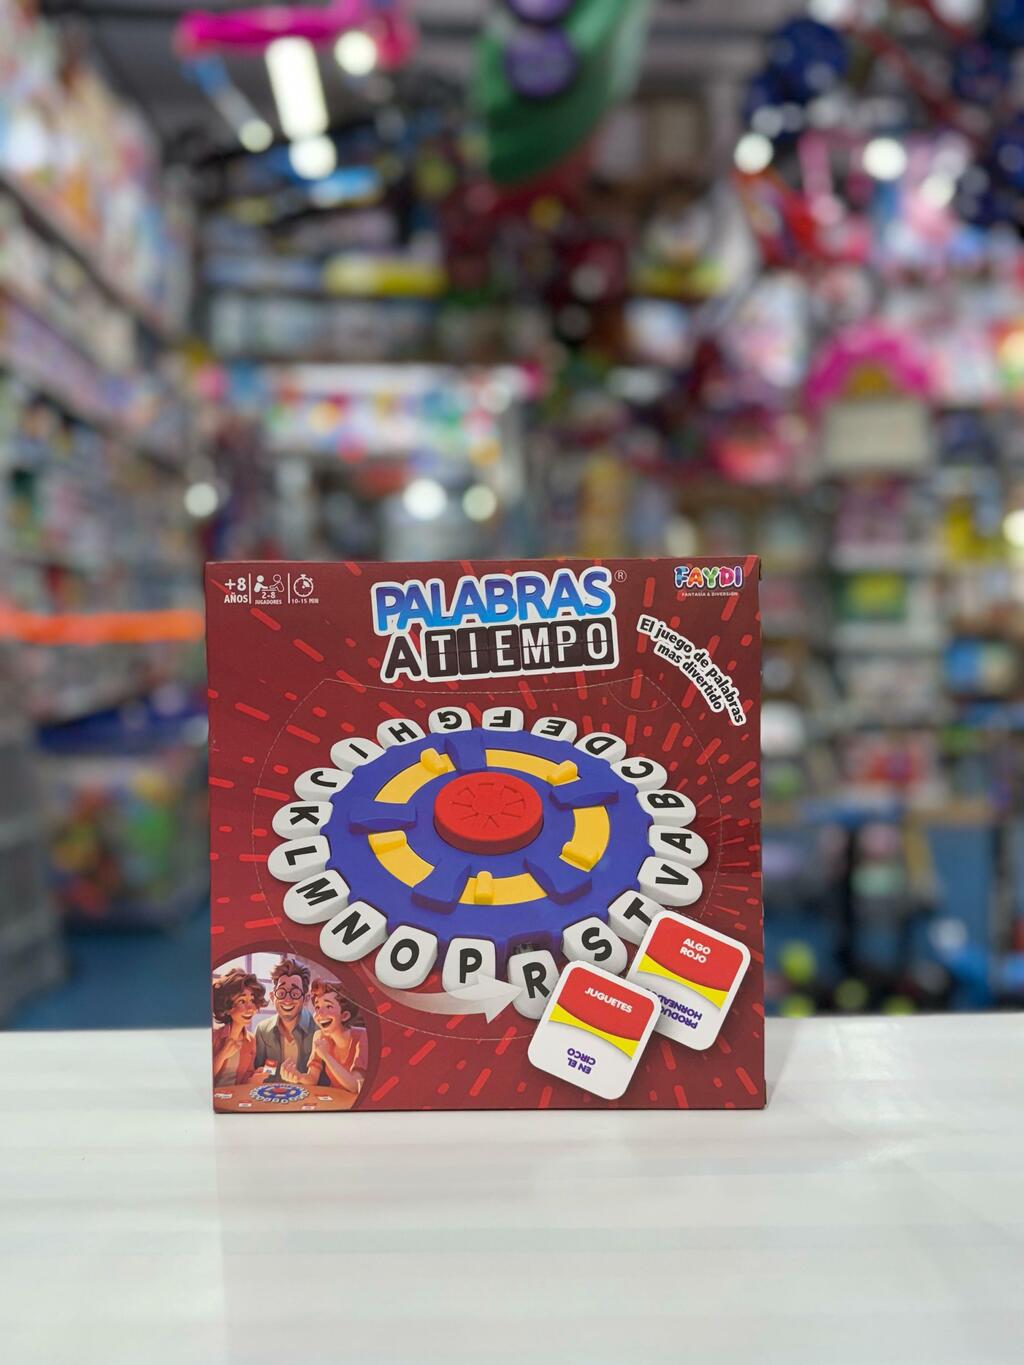 +8
AÑOS
2-8
JUGADORES
10-15 MIN
PALABRAS®
A TIEMPO
FAYDI
FANTASÍA & DIVERSIÓN
El juego de palabras
mas divertido
A
B
C
D
E
F
G
H
I
J
K
L
M
N
O
P
R
S
T
V
JUGUETES
EN EL
CIRCO
ALGO
ROJO